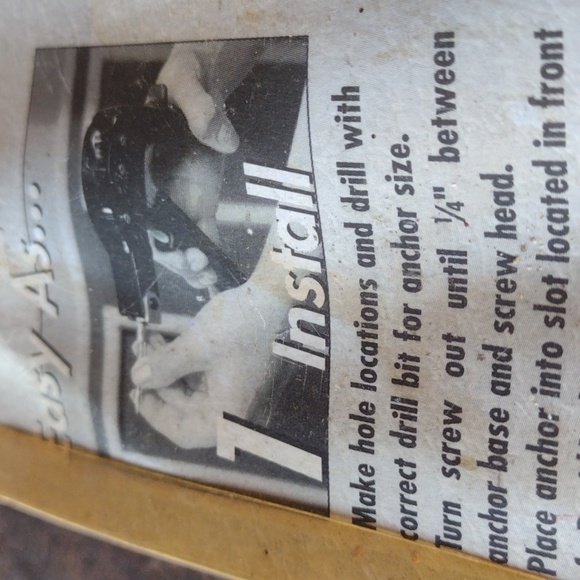 Easy As...
1 Install
Make hole locations and drill with
correct drill bit for anchor size.
Turn screw out until ¼" between
anchor base and screw head.
Place anchor into slot located in front